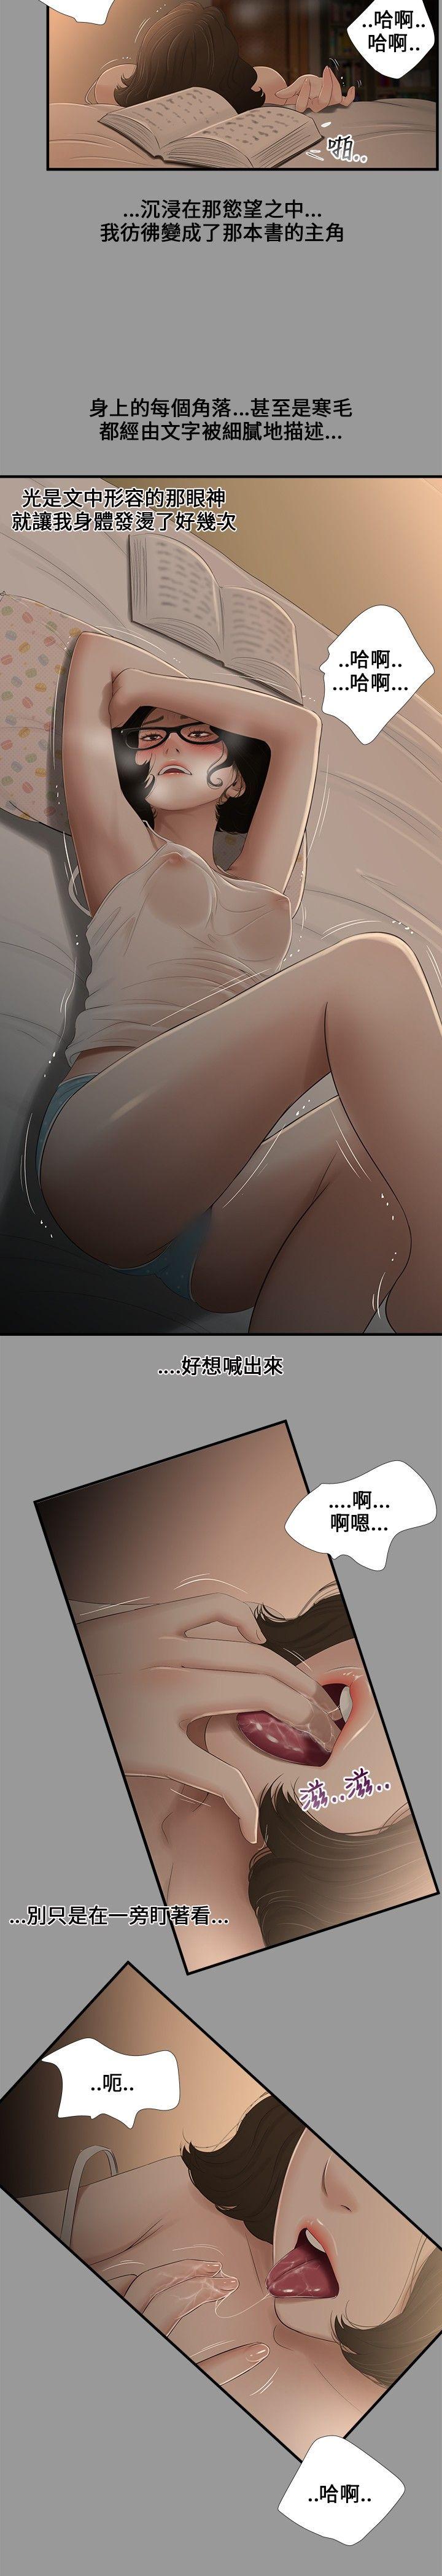 ..哈啊..
哈啊..
啪..
...沉浸在那慾望之中...
我彷彿變成了那本書的主角
身上的每個角落...甚至是寒毛
都經由文字被細膩地描述...
光是文中形容的那眼神
就讓我身體發燙了好幾次
..哈啊..
...哈啊...
....好想喊出來
....啊...
啊嗯...
滋..滋..
...別只是在一旁盯著看...
..呃..
..哈啊..